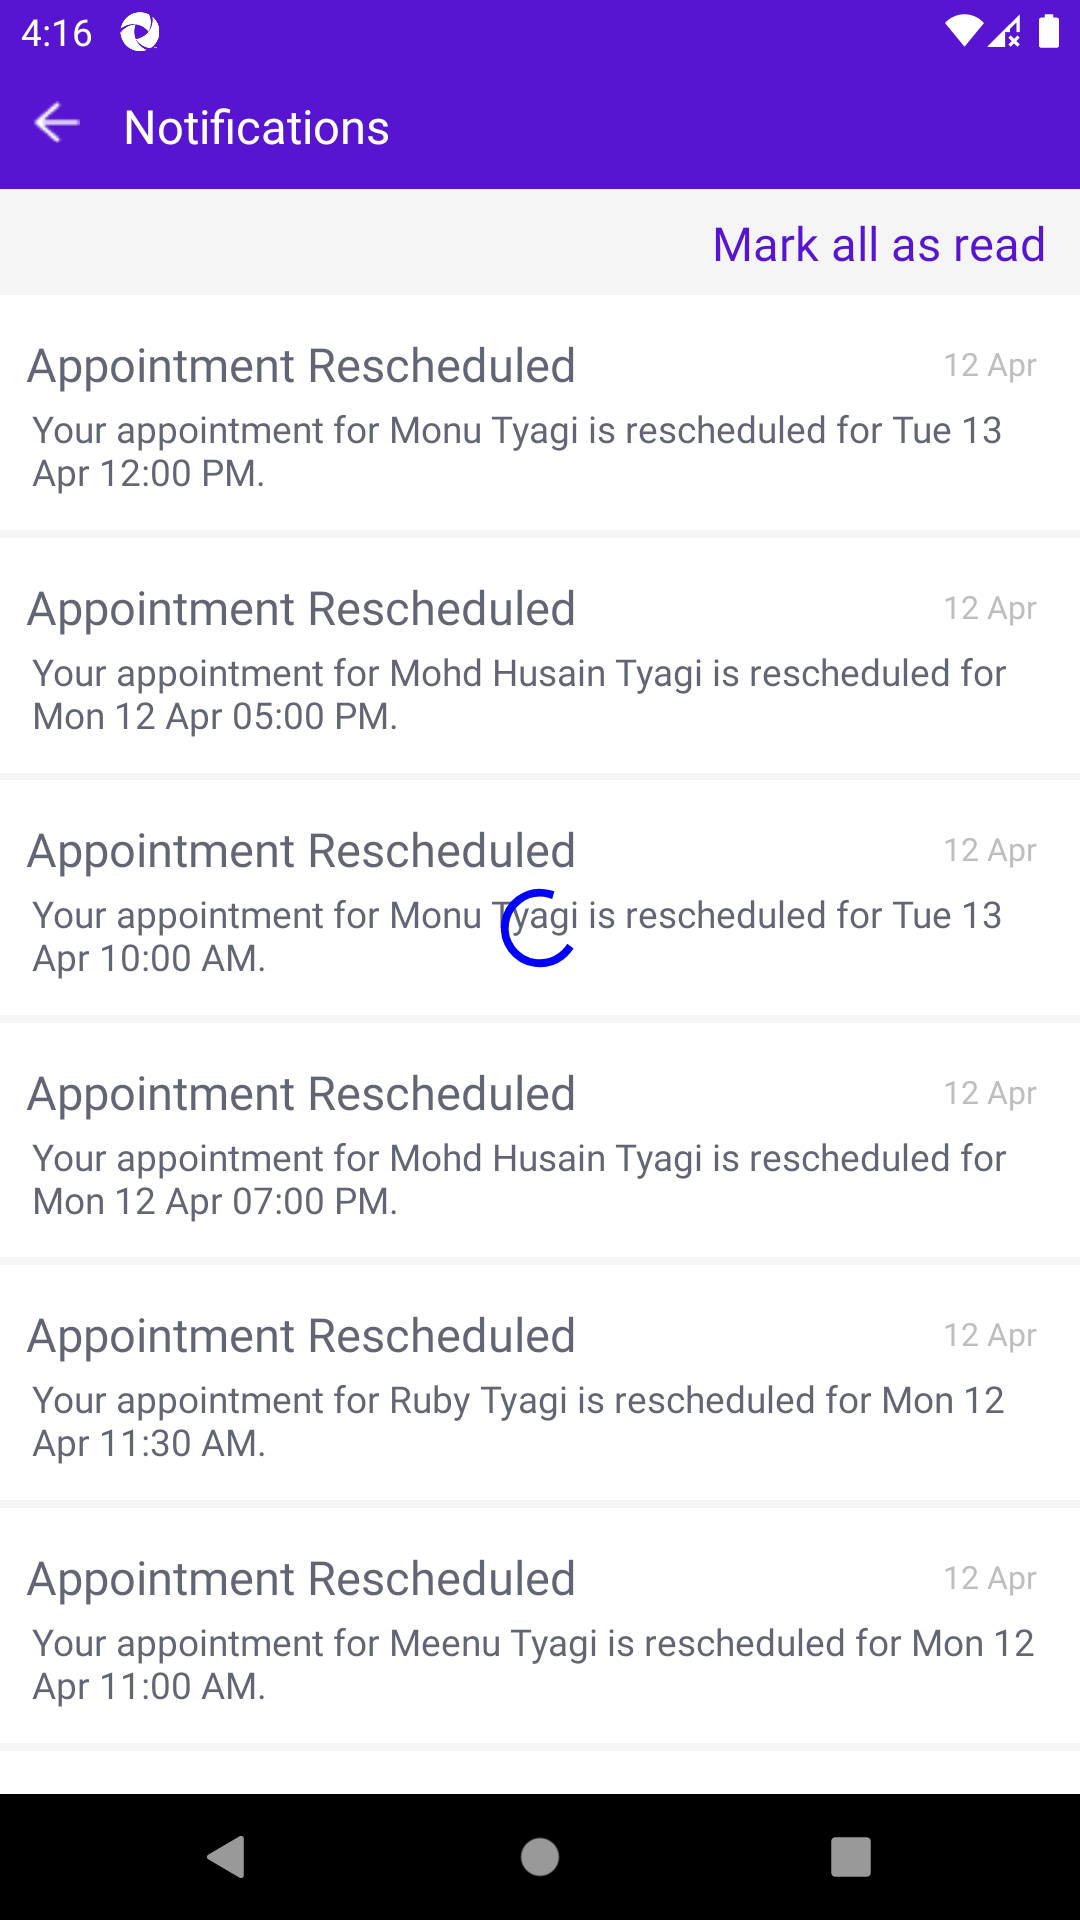 4:16
Notifications
Mark all as read
Appointment Rescheduled
12 Apr
Your appointment for Monu Tyagi is rescheduled for Tue 13
Apr 12:00 PM.
Appointment Rescheduled
12 Apr
Your appointment for Mohd Husain Tyagi is rescheduled for
Mon 12 Apr 05:00 PM.
Appointment Rescheduled
12 Apr
Your appointment for Monu Tyagi is rescheduled for Tue 13
Apr 10:00 AM.
Appointment Rescheduled
12 Apr
Your appointment for Mohd Husain Tyagi is rescheduled for
Mon 12 Apr 07:00 PM.
Appointment Rescheduled
12 Apr
Your appointment for Ruby Tyagi is rescheduled for Mon 12
Apr 11:30 AM.
Appointment Rescheduled
12 Apr
Your appointment for Meenu Tyagi is rescheduled for Mon 12
Apr 11:00 AM.